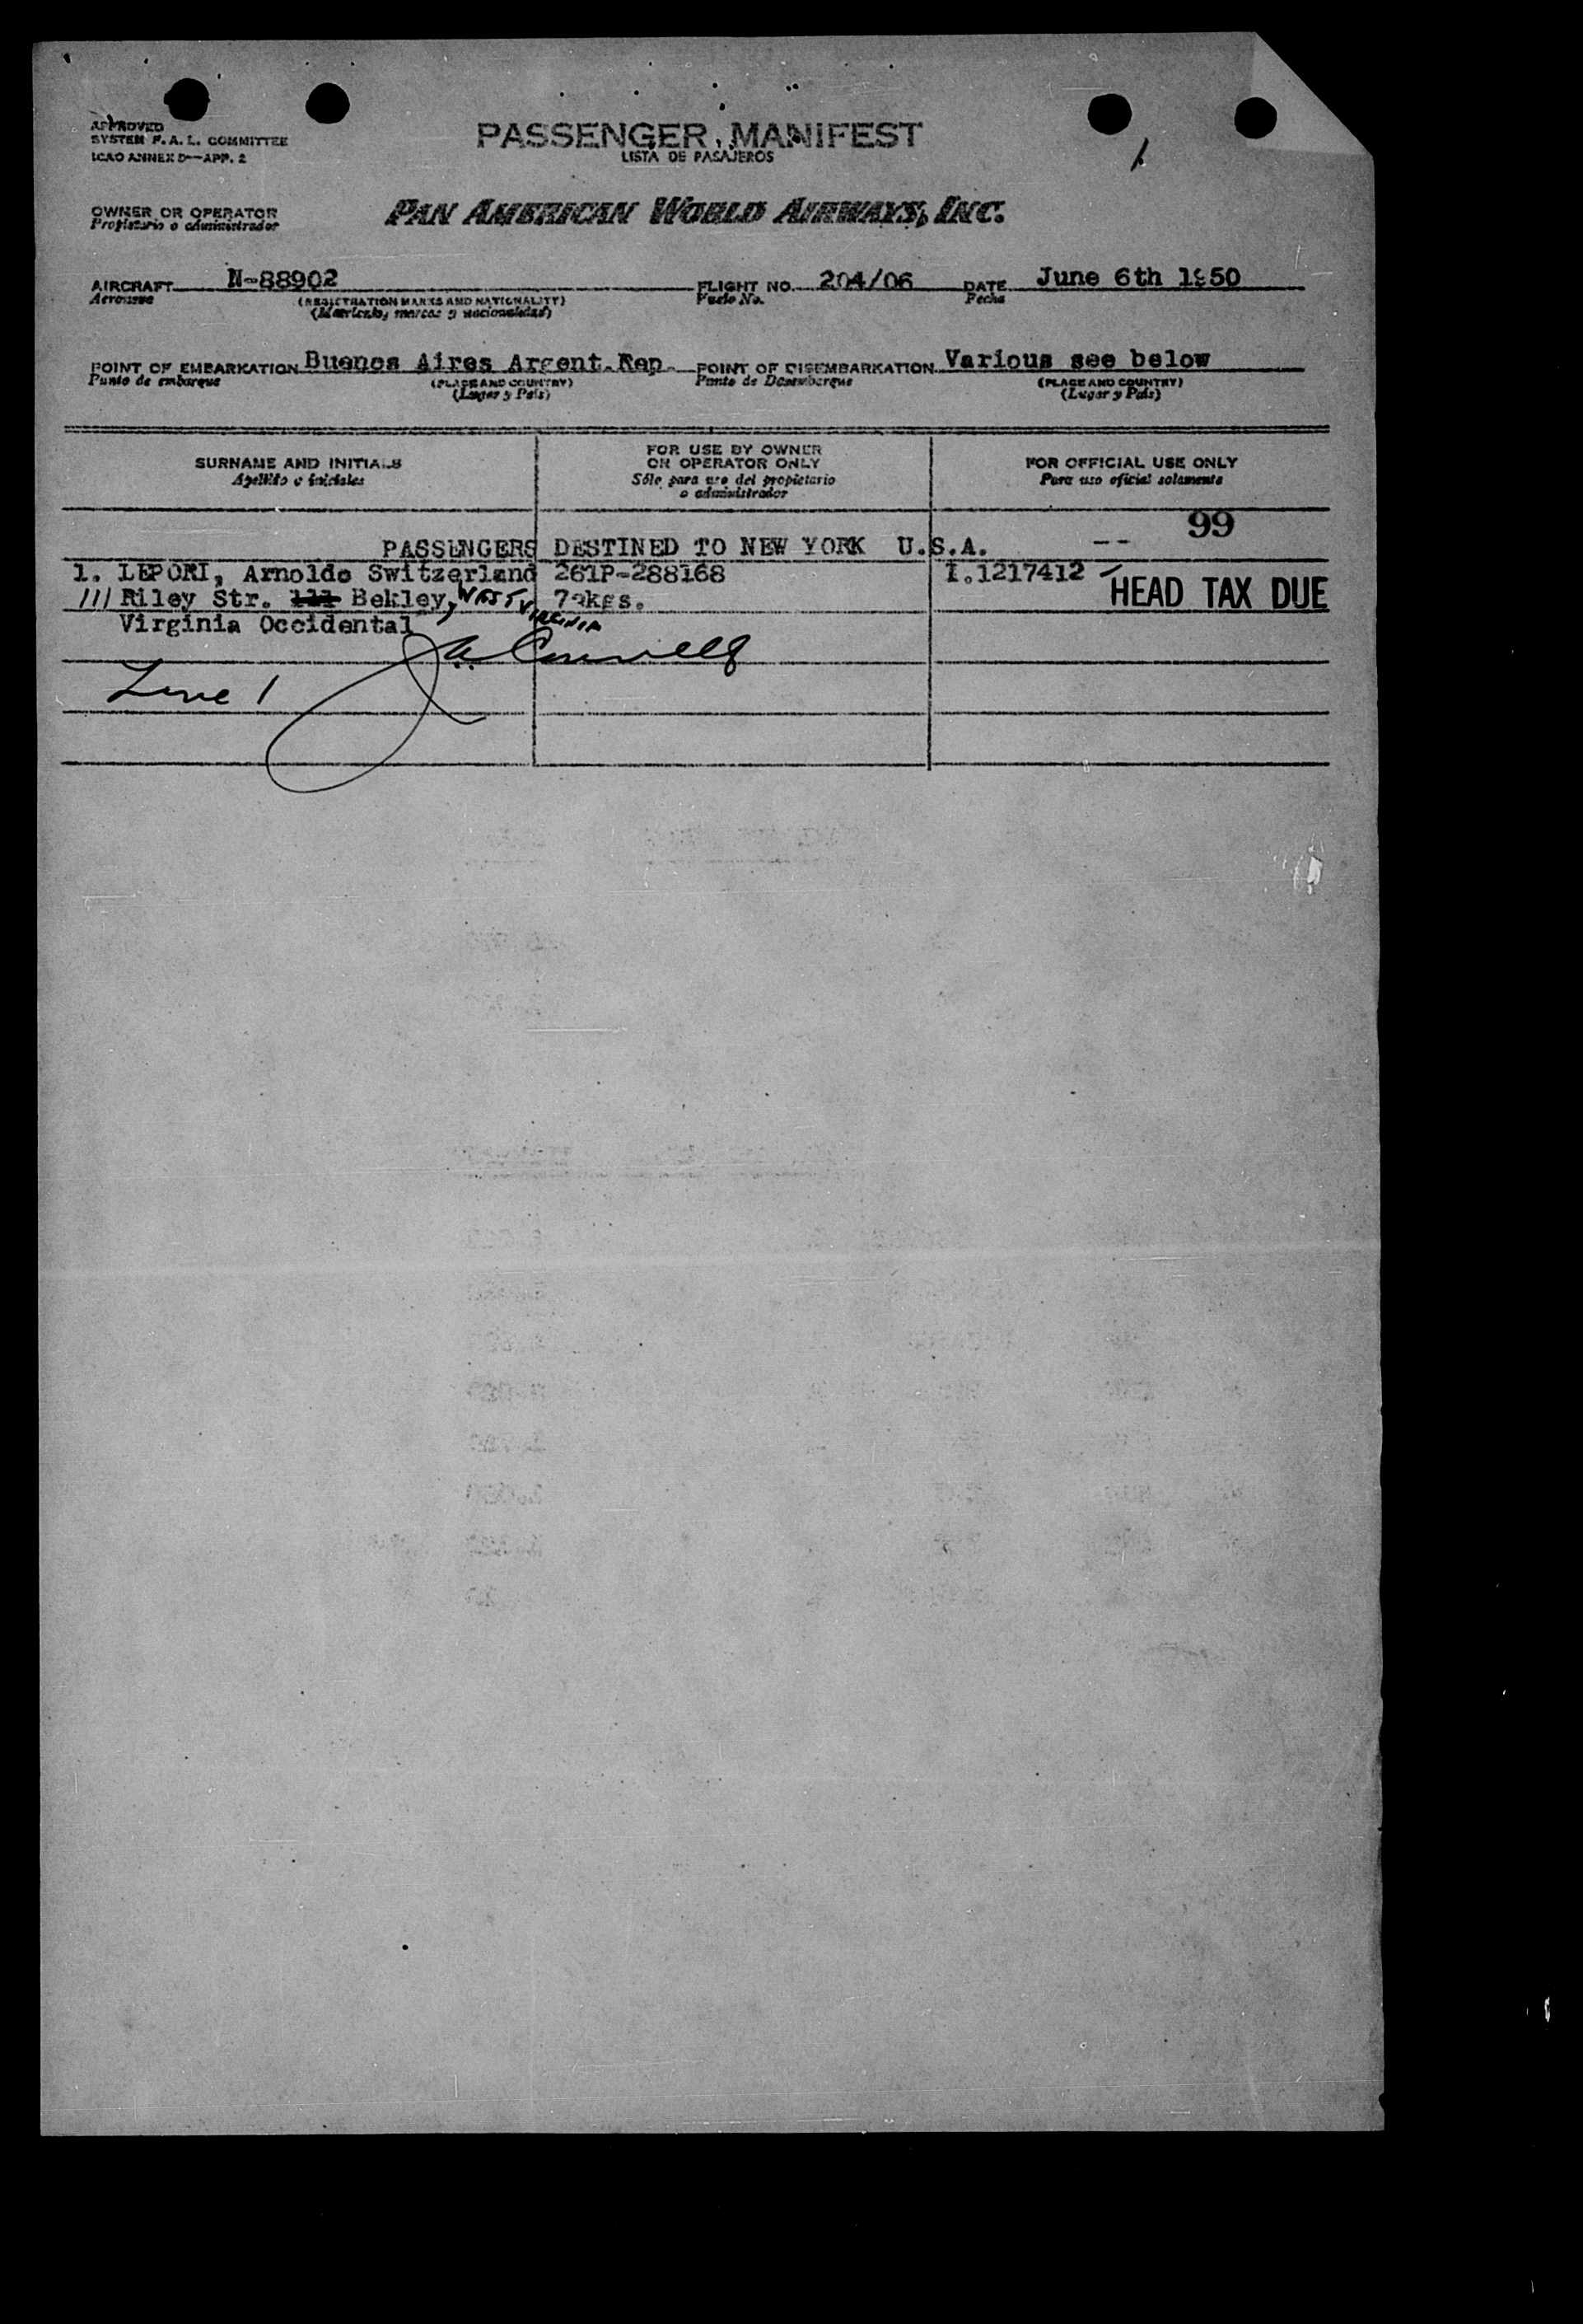 APPROVED
SYSTEM F.A.L. COMMITTEE
ICAO ANNEX 9—APP. 2
PASSENGER MANIFEST
LISTA DE PASAJEROS
1
OWNER OR OPERATOR
Propietario o administrador
PAN AMERICAN WORLD AIRWAYS, INC.
AIRCRAFT N-88902 FLIGHT NO. 204/06 DATE June 6th 1950
Aeronave (REGISTRATION MARKS AND NATIONALITY) Vuelo No. Fecha
(Matrícula, marcas y nacionalidad)
POINT OF EMBARKATION Buenos Aires Argent.Rep. POINT OF DISEMBARKATION Various see below
Punto de embarque (PLACE AND COUNTRY) Punto de Desembarque (PLACE AND COUNTRY)
(Lugar y País) (Lugar y País)
SURNAME AND INITIALS
Apellido e iniciales
FOR USE BY OWNER
OR OPERATOR ONLY
Sólo para uso del propietario
o administrador
FOR OFFICIAL USE ONLY
Para uso oficial solamente
99
PASSENGERS DESTINED TO NEW YORK U.S.A. --
1. LEPORI, Arnoldo Switzerland 261P-288168 I.1217412
111 Riley Str. 111 Bekley, WEST VIRGINIA kgs. HEAD TAX DUE
Virginia Occidental
Line 1